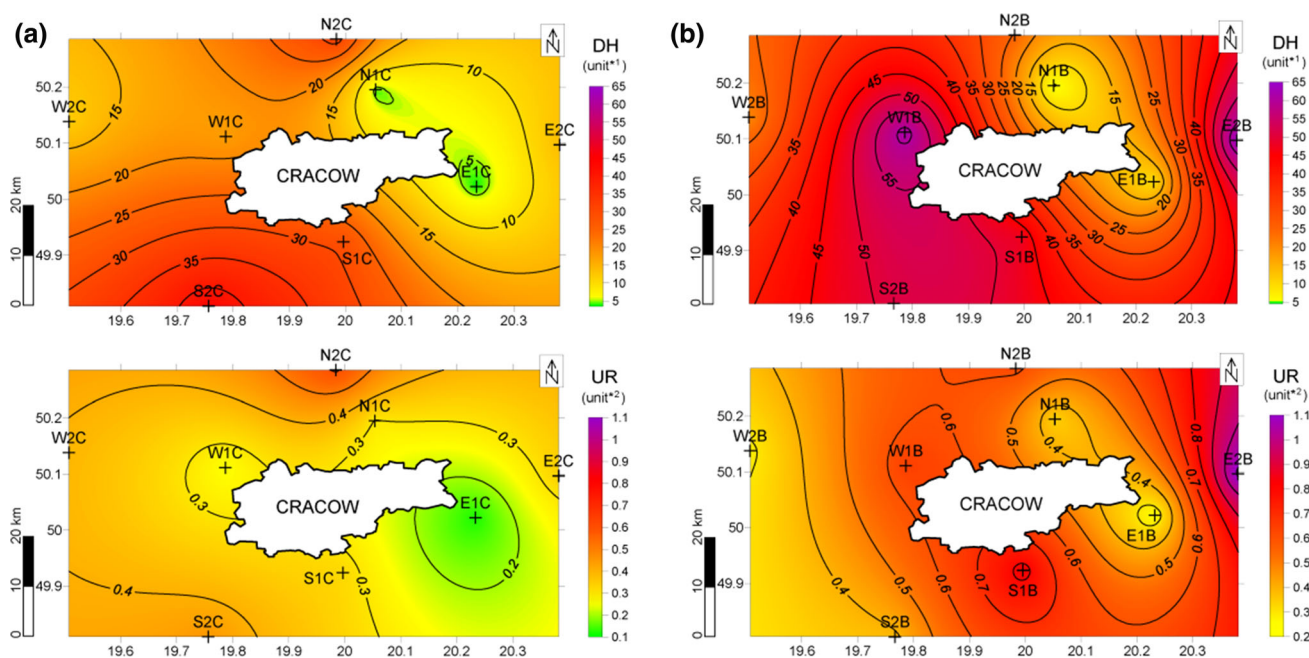 (a)
N2C
N
DH
(unit*1)
20
10
N1C
50.2
W2C
15
15
W1C
E2C
50.1
5
E1C
CRACOW
20
50
10
25
15
30
S1C
49.9
30
35
S2C
20 km
10
0
19.6 19.7 19.8 19.9 20 20.1 20.2 20.3
65
60
55
50
45
40
35
30
25
20
15
10
5
(b)
N2B
N
DH
(unit*1)
45
40
35
30
25
20
15
N1B
15
25
40
50.2
W2B
50
W1B
E2B
50.1
35
30
35
30
CRACOW
55
E1B
20
50
40
45
50
S1B
40
35
45
49.9
S2B
20 km
10
0
19.6 19.7 19.8 19.9 20 20.1 20.2 20.3
65
60
55
50
45
40
35
30
25
20
15
10
5
N2C
N
UR
(unit*2)
0.4
N1C
50.2
0.3
0.3
W2C
W1C
E2C
50.1
0.3
CRACOW
E1C
50
0.2
S1C
0.3
49.9
0.4
S2C
20 km
10
0
19.6 19.7 19.8 19.9 20 20.1 20.2 20.3
1.1
1
0.9
0.8
0.7
0.6
0.5
0.4
0.3
0.2
0.1
N2B
N
UR
(unit*2)
0.6
N1B
0.5
0.4
0.8
50.2
W2B
W1B
E2B
50.1
0.4
0.7
CRACOW
50
E1B
0.4
0.5
0.6
0.5
0.6
S1B
0.7
0.6
49.9
S2B
20 km
10
0
19.6 19.7 19.8 19.9 20 20.1 20.2 20.3
1.1
1
0.9
0.8
0.7
0.6
0.5
0.4
0.3
0.2